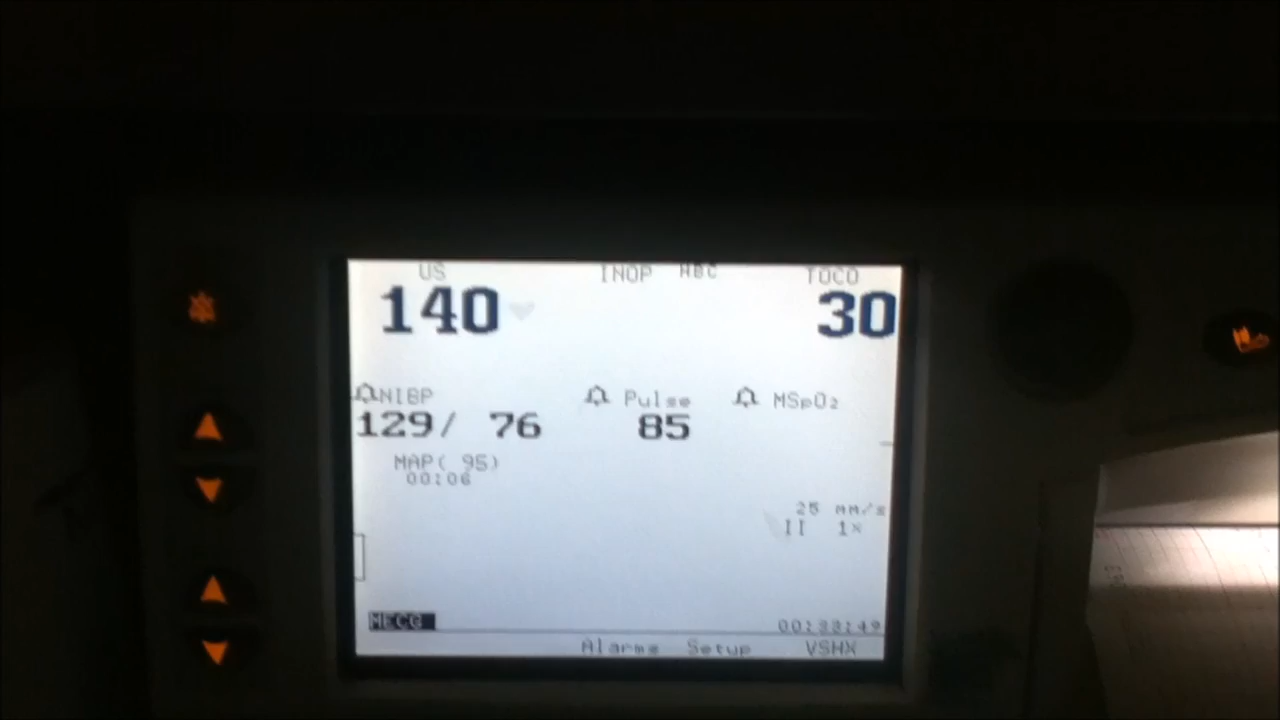 US INOP NBC TOCO
140 30
NIBP Pulse MSpO₂
129/ 76 85
MAP( 95)
00:06
25 mm/s
II 1x
MECG
00:33:49
Alarms Setup VSHX